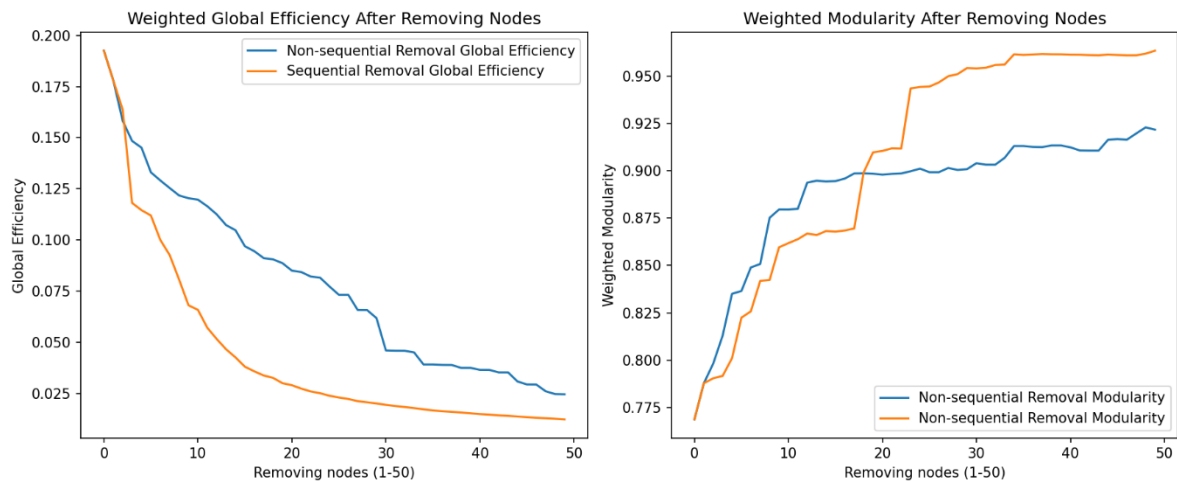 Weighted Global Efficiency After Removing Nodes
Non-sequential Removal Global Efficiency
Sequential Removal Global Efficiency
Global Efficiency
0.200
0.175
0.150
0.125
0.100
0.075
0.050
0.025
0 10 20 30 40 50
Removing nodes (1-50)
Weighted Modularity After Removing Nodes
Weighted Modularity
0.950
0.925
0.900
0.875
0.850
0.825
0.800
0.775
Non-sequential Removal Modularity
Non-sequential Removal Modularity
0 10 20 30 40 50
Removing nodes (1-50)